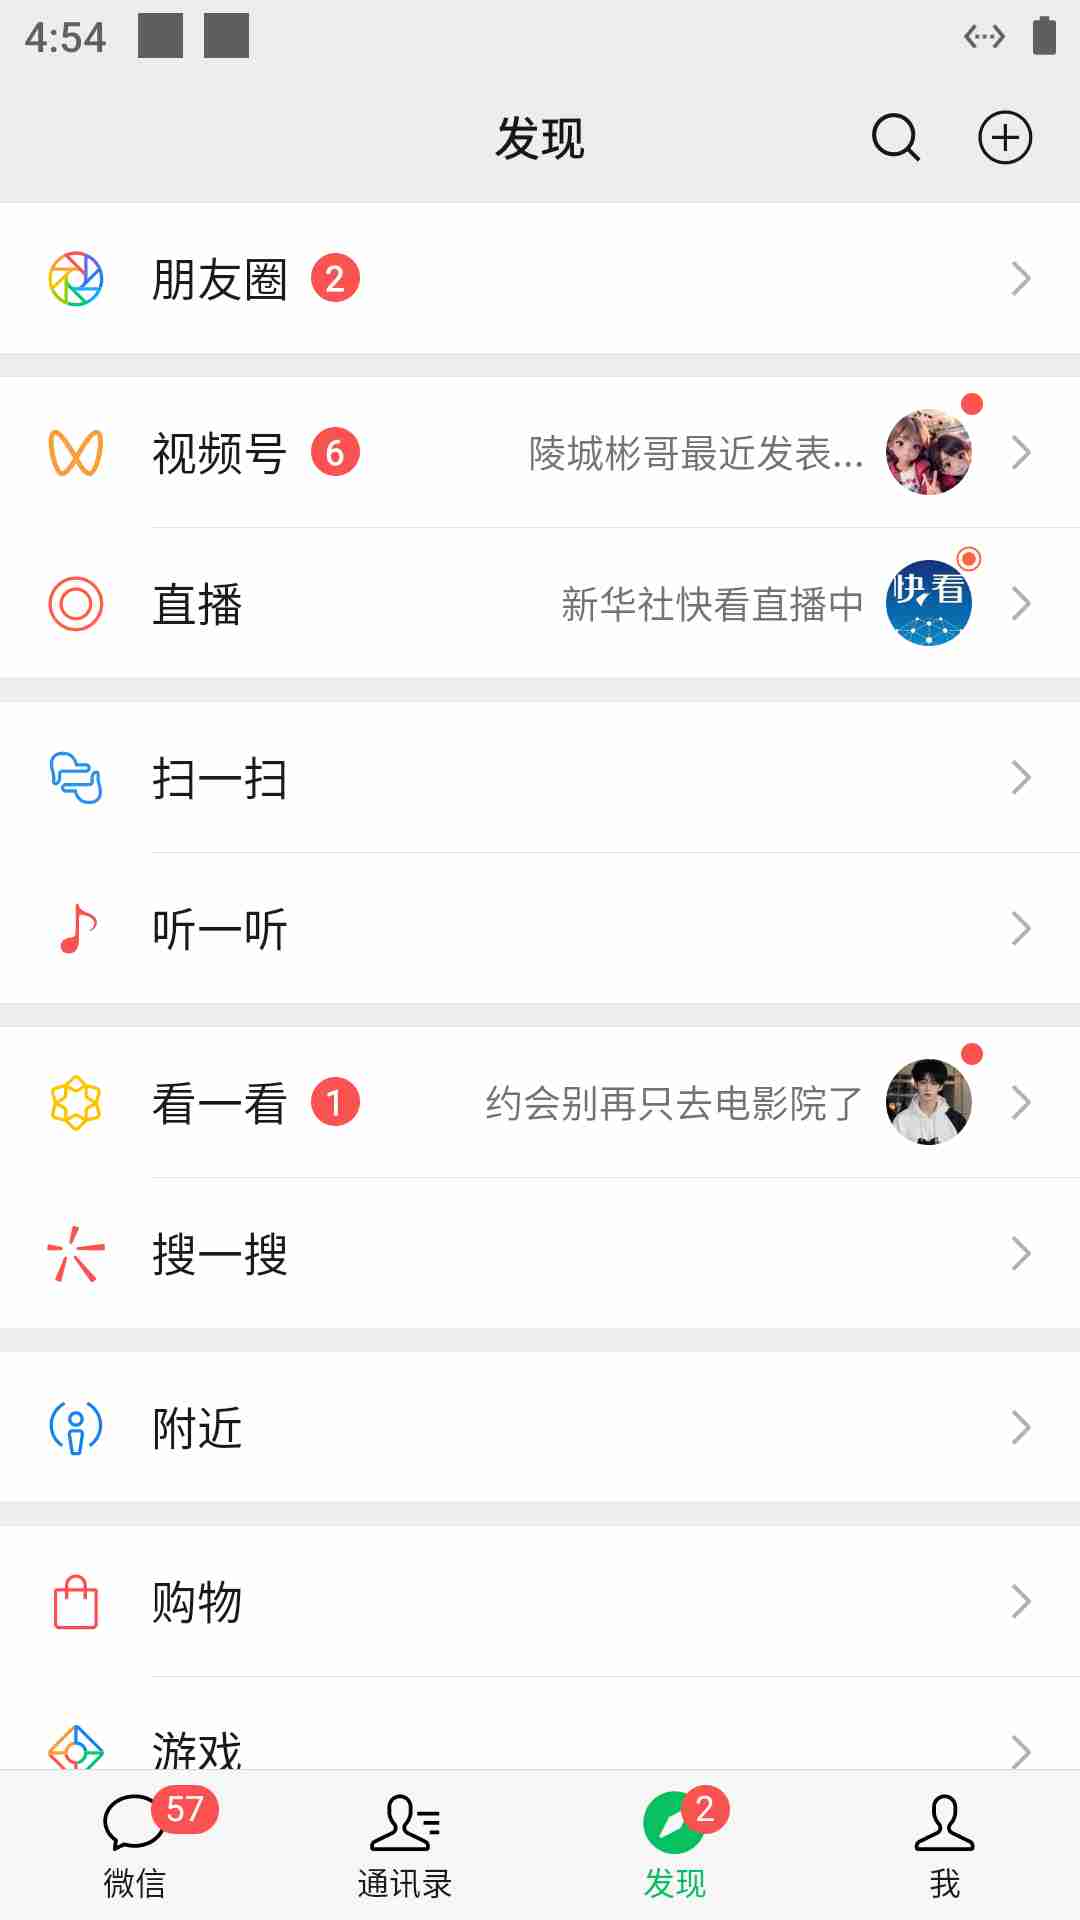 4:54
发现
朋友圈 2
视频号 6 陵城彬哥最近发表...
直播 新华社快看直播中 快看
扫一扫
听一听
看一看 1 约会别再只去电影院了
搜一搜
附近
购物
游戏
57 2
微信 通讯录 发现 我